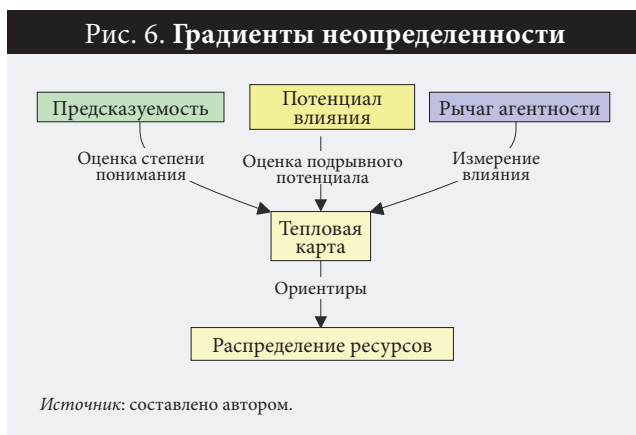 Рис. 6. Градиенты неопределенности
Предсказуемость
Потенциал
влияния
Рычаг агентности
Оценка степени
понимания
Оценка подрывного
потенциала
Измерение
влияния
Тепловая
карта
Ориентиры
Распределение ресурсов
Источник: составлено автором.